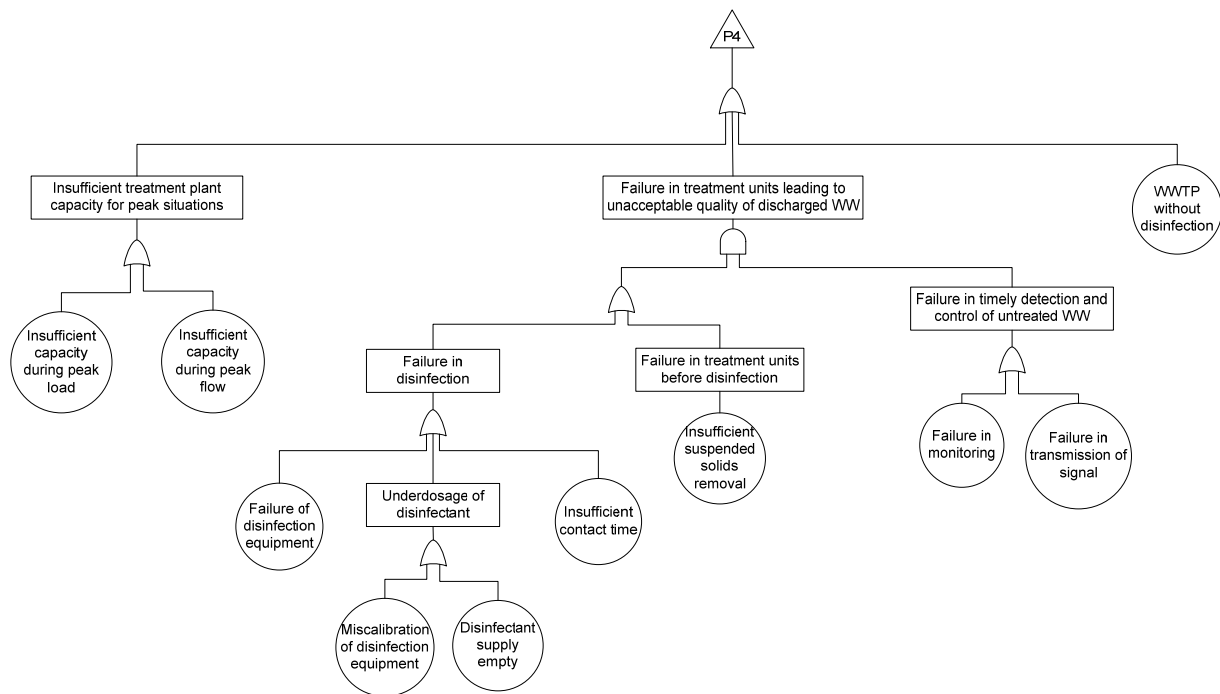 P4
Insufficient treatment plant
capacity for peak situations
Failure in treatment units leading to
unacceptable quality of discharged WW
WWTP
without
disinfection
Insufficient
capacity
during peak
load
Insufficient
capacity
during peak
flow
Failure in timely detection and
control of untreated WW
Failure in
disinfection
Failure in treatment units
before disinfection
Failure in
monitoring
Failure in
transmission of
signal
Insufficient
suspended
solids
removal
Failure of
disinfection
equipment
Underdosage of
disinfectant
Insufficient
contact time
Miscalibration
of disinfection
equipment
Disinfectant
supply
empty